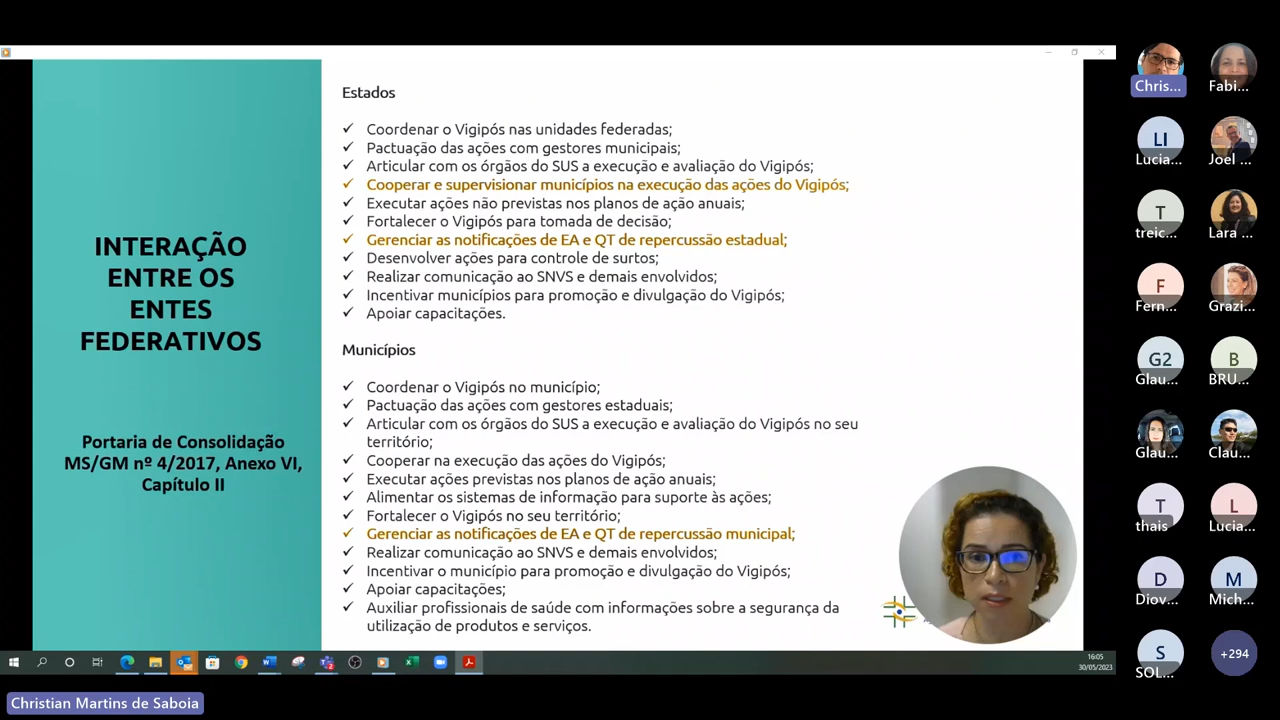 INTERAÇÃO
ENTRE OS
ENTES
FEDERATIVOS
Portaria de Consolidação
MS/GM nº 4/2017, Anexo VI,
Capítulo II
Estados
✓ Coordenar o Vigipós nas unidades federadas;
✓ Pactuação das ações com gestores municipais;
✓ Articular com os órgãos do SUS a execução e avaliação do Vigipós;
✓ Cooperar e supervisionar municípios na execução das ações do Vigipós;
✓ Executar ações não previstas nos planos de ação anuais;
✓ Fortalecer o Vigipós para tomada de decisão;
✓ Gerenciar as notificações de EA e QT de repercussão estadual;
✓ Desenvolver ações para controle de surtos;
✓ Realizar comunicação ao SNVS e demais envolvidos;
✓ Incentivar municípios para promoção e divulgação do Vigipós;
✓ Apoiar capacitações.
Municípios
✓ Coordenar o Vigipós no município;
✓ Pactuação das ações com gestores estaduais;
✓ Articular com os órgãos do SUS a execução e avaliação do Vigipós no seu
território;
✓ Cooperar na execução das ações do Vigipós;
✓ Executar ações previstas nos planos de ação anuais;
✓ Alimentar os sistemas de informação para suporte às ações;
✓ Fortalecer o Vigipós no seu território;
✓ Gerenciar as notificações de EA e QT de repercussão municipal;
✓ Realizar comunicação ao SNVS e demais envolvidos;
✓ Incentivar o município para promoção e divulgação do Vigipós;
✓ Apoiar capacitações;
✓ Auxiliar profissionais de saúde com informações sobre a segurança da
utilização de produtos e serviços.
16:05
30/05/2023
Christian Martins de Saboia
Chris...
Fabi...
LI
Lucia...
Joel ...
T
treic...
Lara ...
F
Fern...
Grazi...
G2
Glau...
B
BRU...
Glau...
Clau...
T
thais
L
Lucia...
D
Diov...
M
Mich...
S
SOL...
+294